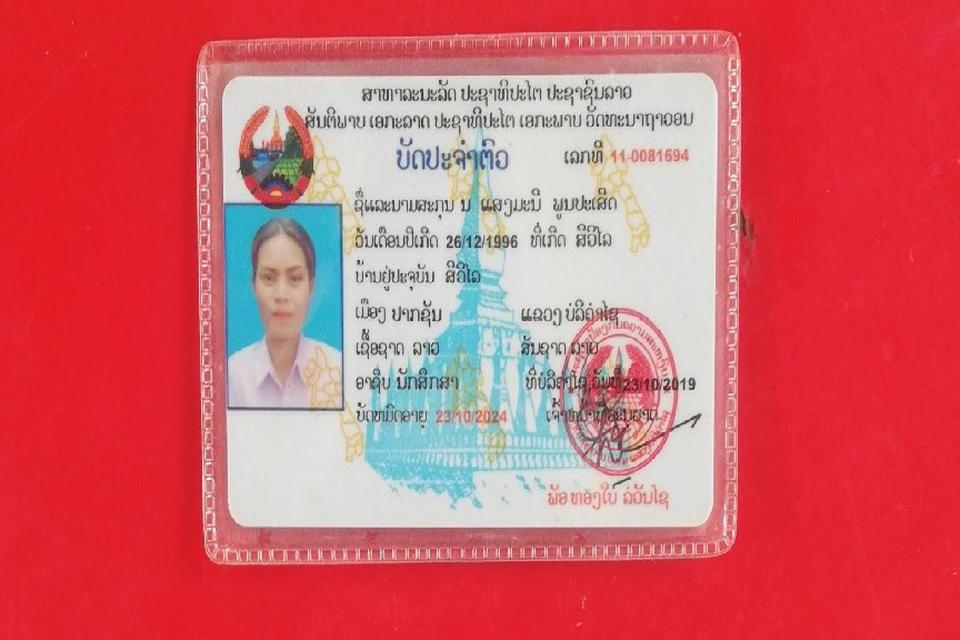 ສາທາລະນະລັດ ປະຊາທິປະໄຕ ປະຊາຊົນລາວ
ສັນຕິພາບ ເອກະລາດ ປະຊາທິປະໄຕ ເອກະພາບ ວັດທະນາຖາວອນ
ບັດປະຈຳຕົວ ເລກທີ 11-0081694
ຊື່ແລະນາມສະກຸນ ນ ແສງມະນີ ພູນປະເສີດ
ວັນເດືອນປີເກີດ 26/12/1996 ທີ່ເກີດ ສີວິໄລ
ບ້ານຢູ່ປະຈຸບັນ ສີວິໄລ
ເມືອງ ປາກຊັນ ແຂວງ ບໍລິຄຳໄຊ
ເຊື້ອຊາດ ລາວ ສັນຊາດ ລາວ
ອາຊີບ ນັກສຶກສາ ທີ່ບໍລິຄຳໄຊ,ວັນທີ23/10/2019
ບັດຫມົດອາຍຸ 23/10/2024 ເຈົ້າຫນ້າທີ່ອະນຸຍາດ
ພັອ ທອງໃບ ລໍວັນໄຊ